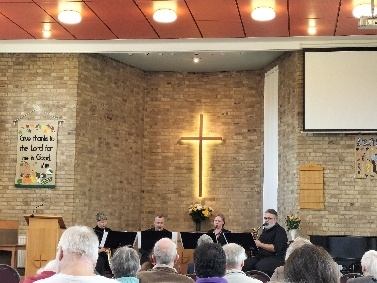 Give thanks to
the Lord for
he is Good.